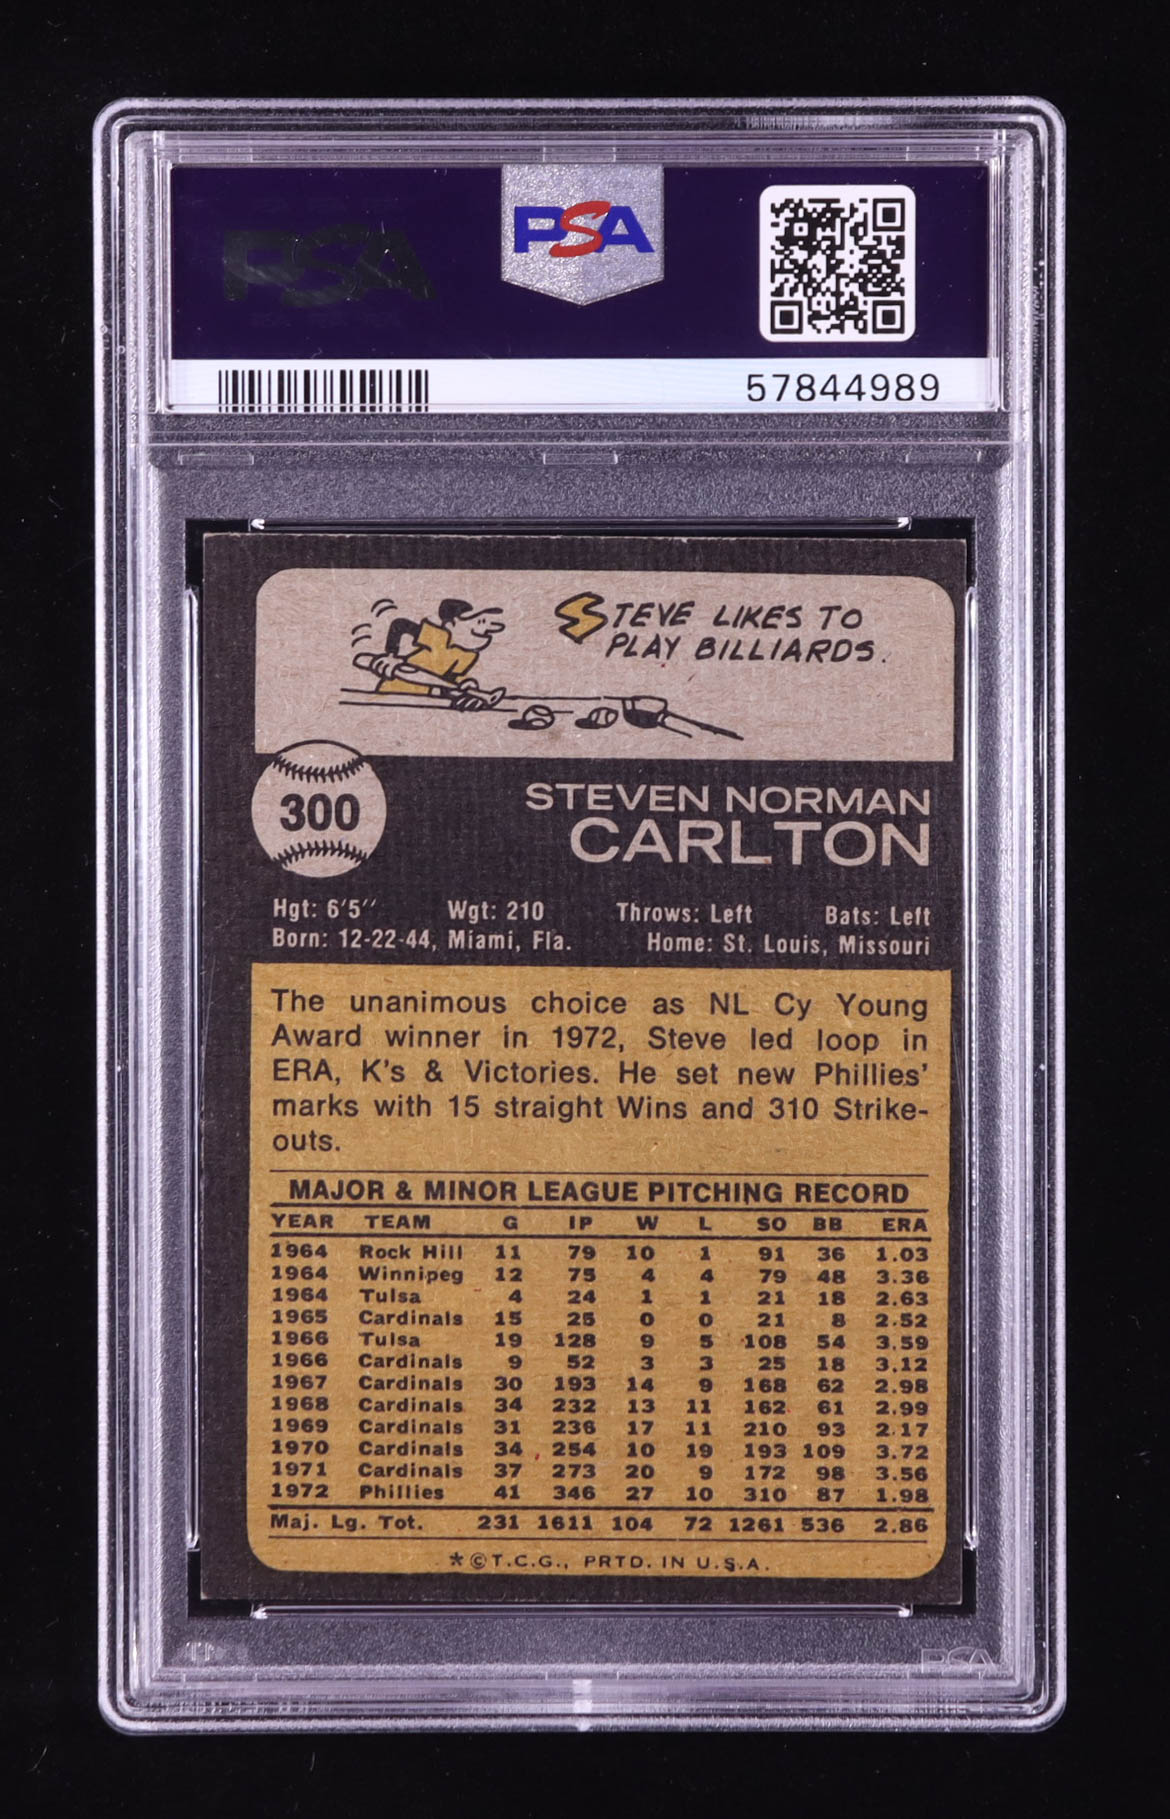 PSA
PSA
57844989
STEVE LIKES TO
PLAY BILLIARDS.
300
STEVEN NORMAN
CARLTON
Hgt: 6'5'' Wgt: 210 Throws: Left Bats: Left
Born: 12-22-44, Miami, Fla. Home: St. Louis, Missouri
The unanimous choice as NL Cy Young
Award winner in 1972, Steve led loop in
ERA, K's & Victories. He set new Phillies'
marks with 15 straight Wins and 310 Strike-
outs.
MAJOR & MINOR LEAGUE PITCHING RECORD
YEAR TEAM G IP W L SO BB ERA
1964 Rock Hill 11 79 10 1 91 36 1.03
1964 Winnipeg 12 75 4 4 79 48 3.36
1964 Tulsa 4 24 1 1 21 18 2.63
1965 Cardinals 15 25 0 0 21 8 2.52
1966 Tulsa 19 128 9 5 108 54 3.59
1966 Cardinals 9 52 3 3 25 18 3.12
1967 Cardinals 30 193 14 9 168 62 2.98
1968 Cardinals 34 232 13 11 162 61 2.99
1969 Cardinals 31 236 17 11 210 93 2.17
1970 Cardinals 34 254 10 19 193 109 3.72
1971 Cardinals 37 273 20 9 172 98 3.56
1972 Phillies 41 346 27 10 310 87 1.98
Maj. Lg. Tot. 231 1611 104 72 1261 536 2.86
*©T.C.G., PRTD. IN U.S.A.
PSA